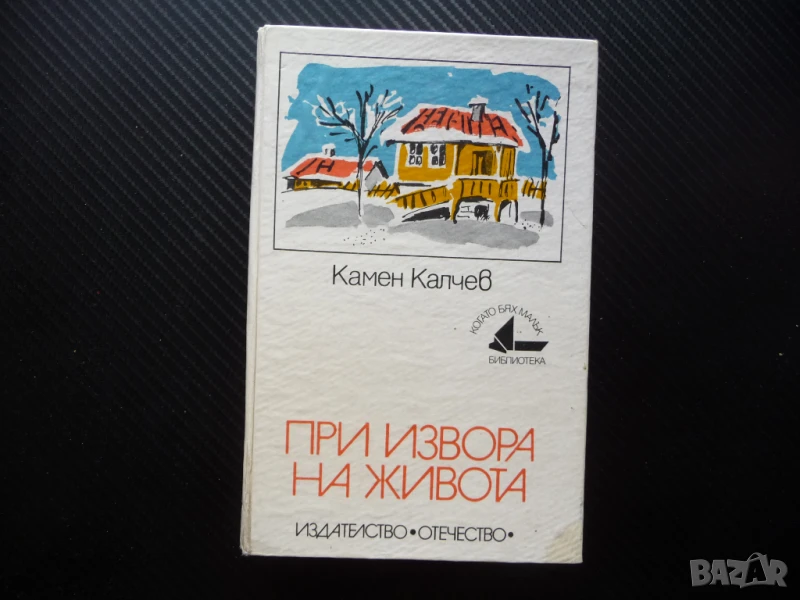 Камен Калчев
КОГАТО БЯХ МАЛЪК
БИБЛИОТЕКА
ПРИ ИЗВОРА
НА ЖИВОТА
ИЗДАТЕЛСТВО • ОТЕЧЕСТВО •
BAZAR